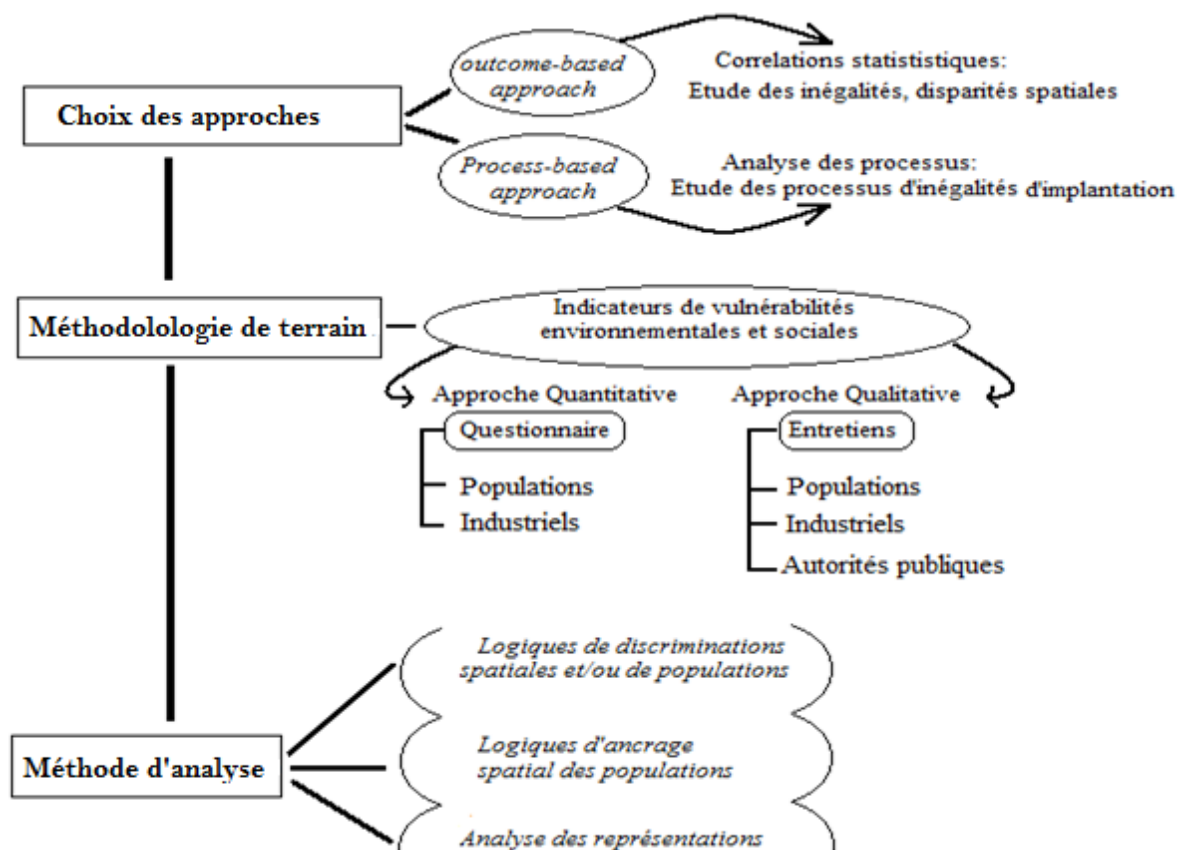 Choix des approches
outcome-based
approach
Correlations statististiques:
Etude des inégalités, disparités spatiales
Process-based
approach
Analyse des processus:
Etude des processus d'inégalités d'implantation
Méthodolologie de terrain
Indicateurs de vulnérabilités
environnementales et sociales
Approche Quantitative
Questionnaire
Populations
Industriels
Approche Qualitative
Entretiens
Populations
Industriels
Autorités publiques
Méthode d'analyse
Logiques de discriminations
spatiales et/ou de populations
Logiques d'ancrage
spatial des populations
Analyse des représentations